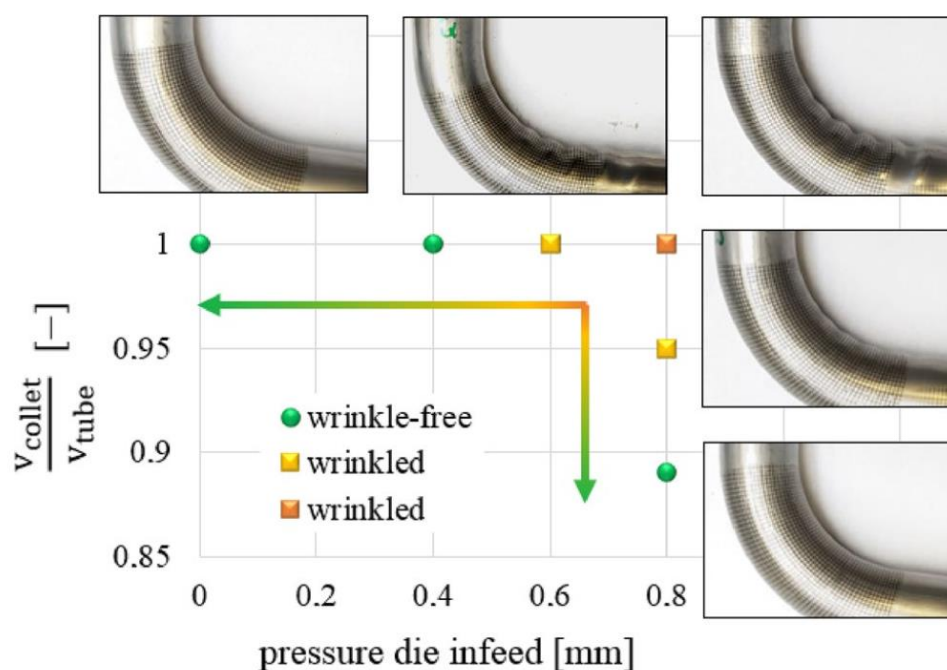 1
0.95
0.9
0.85
v_collet / v_tube [−]
wrinkle-free
wrinkled
wrinkled
0 0.2 0.4 0.6 0.8
pressure die infeed [mm]